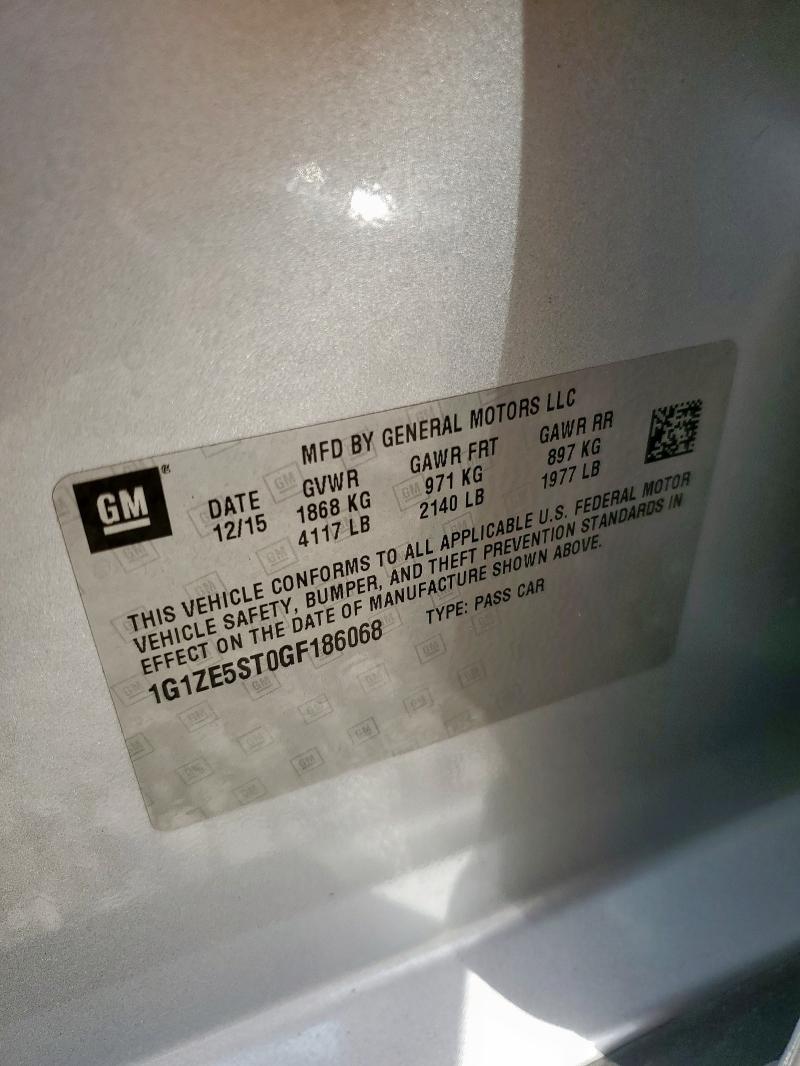 MFD BY GENERAL MOTORS LLC
GM®
DATE GVWR GAWR FRT GAWR RR
12/15 1868 KG 971 KG 897 KG
4117 LB 2140 LB 1977 LB
THIS VEHICLE CONFORMS TO ALL APPLICABLE U.S. FEDERAL MOTOR
VEHICLE SAFETY, BUMPER, AND THEFT PREVENTION STANDARDS IN
EFFECT ON THE DATE OF MANUFACTURE SHOWN ABOVE.
1G1ZE5ST0GF186068 TYPE: PASS CAR